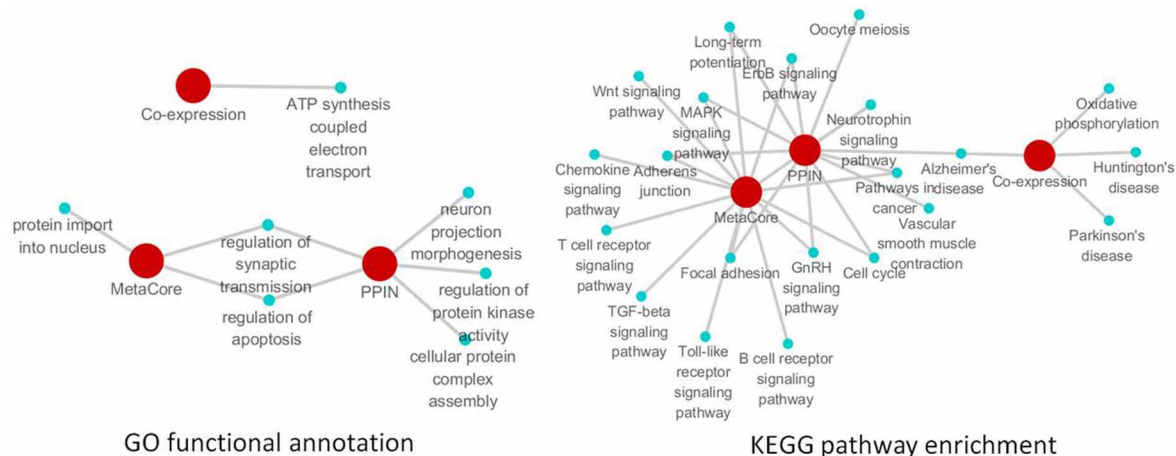 Co-expression
ATP synthesis
coupled
electron
transport
protein import
into nucleus
MetaCore
regulation of
synaptic
transmission
regulation of
apoptosis
PPIN
neuron
projection
morphogenesis
regulation of
protein kinase
activity
cellular protein
complex
assembly
GO functional annotation
Long-term
potentiation
Oocyte meiosis
ErbB signaling
pathway
Wnt signaling
pathway
MAPK
signaling
pathway
Neurotrophin
signaling
pathway
Chemokine
signaling
pathway
Adherens
junction
PPIN
MetaCore
Pathways in
cancer
Alzheimer's
disease
Co-expression
Oxidative
phosphorylation
Huntington's
disease
Parkinson's
disease
Vascular
smooth muscle
contraction
T cell receptor
signaling
pathway
Focal adhesion
GnRH
signaling
pathway
Cell cycle
TGF-beta
signaling
pathway
Toll-like
receptor
signaling
pathway
B cell receptor
signaling
pathway
KEGG pathway enrichment